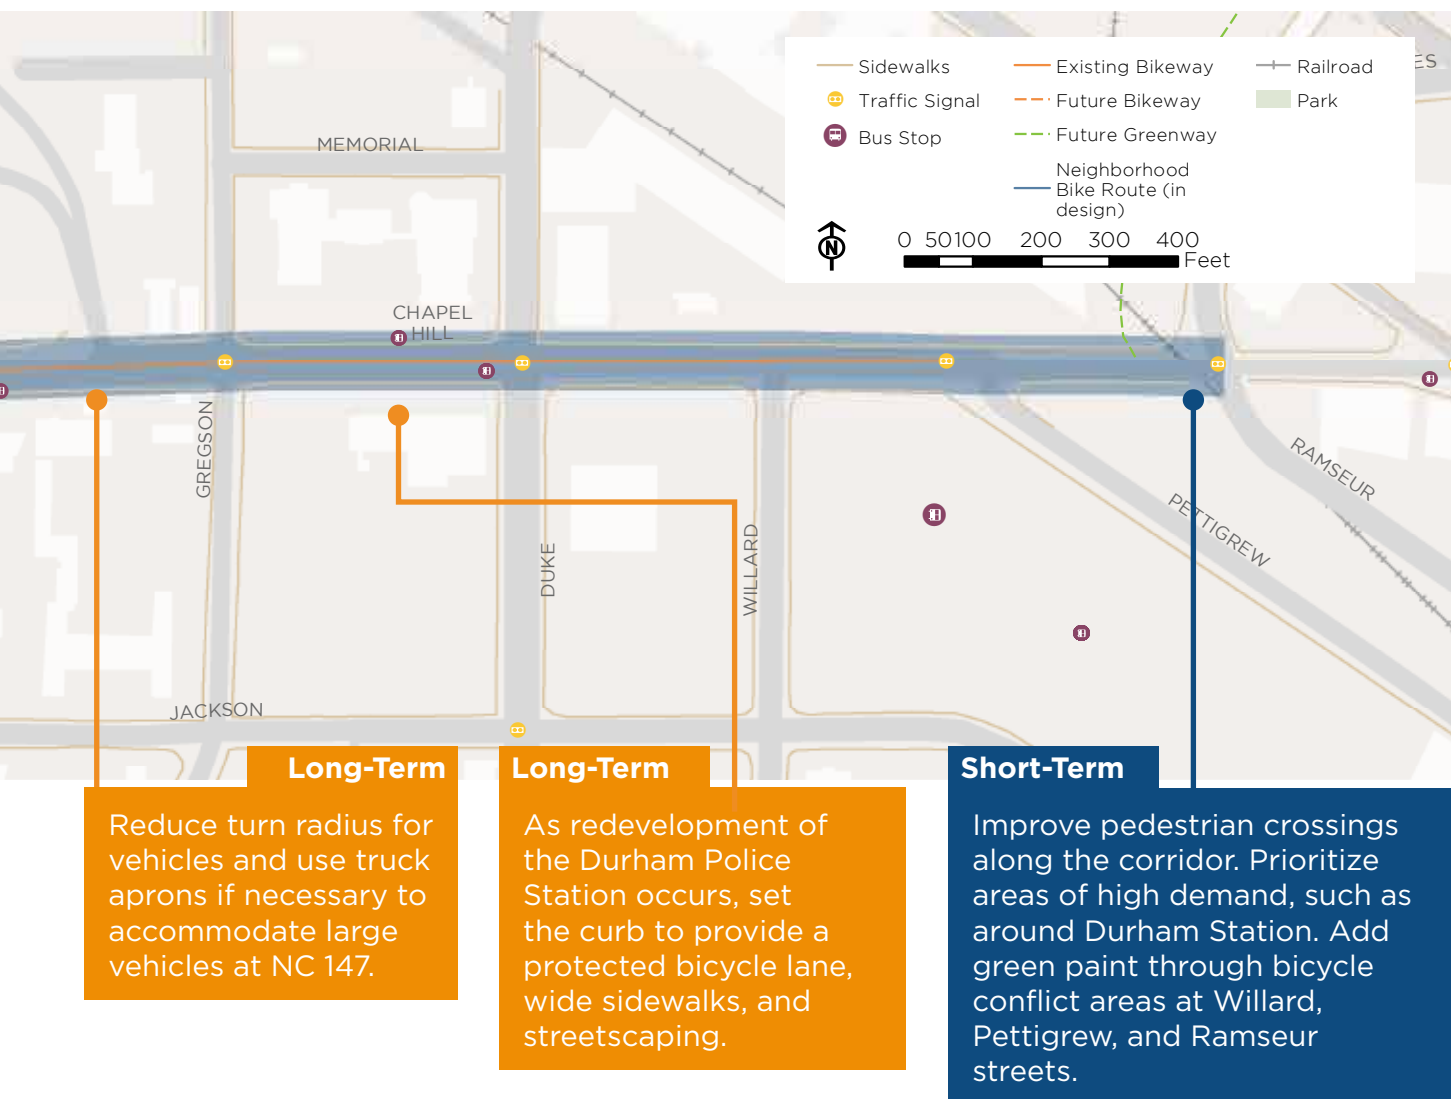 Sidewalks
Traffic Signal
Bus Stop
Existing Bikeway
Future Bikeway
Future Greenway
Neighborhood
Bike Route (in
design)
Railroad
Park
N
0 50 100 200 300 400
Feet
ES
MEMORIAL
CHAPEL
HILL
GREGSON
DUKE
WILLARD
PETTIGREW
RAMSEUR
JACKSON
Long-Term
Reduce turn radius for
vehicles and use truck
aprons if necessary to
accommodate large
vehicles at NC 147.
Long-Term
As redevelopment of
the Durham Police
Station occurs, set
the curb to provide a
protected bicycle lane,
wide sidewalks, and
streetscaping.
Short-Term
Improve pedestrian crossings
along the corridor. Prioritize
areas of high demand, such as
around Durham Station. Add
green paint through bicycle
conflict areas at Willard,
Pettigrew, and Ramseur
streets.